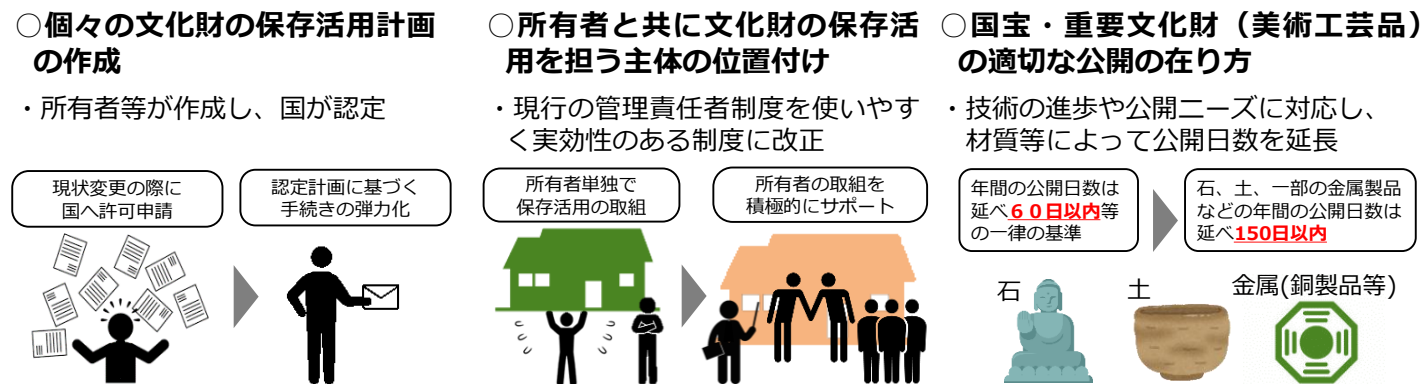 ○個々の文化財の保存活用計画
の作成
・所有者等が作成し、国が認定
現状変更の際に
国へ許可申請
認定計画に基づく
手続きの弾力化
○所有者と共に文化財の保存活
用を担う主体の位置付け
・現行の管理責任者制度を使いやす
く実効性のある制度に改正
所有者単独で
保存活用の取組
所有者の取組を
積極的にサポート
○国宝・重要文化財（美術工芸品）
の適切な公開の在り方
・技術の進歩や公開ニーズに対応し、
材質等によって公開日数を延長
年間の公開日数は
延べ６０日以内等
の一律の基準
石、土、一部の金属製品
などの年間の公開日数は
延べ150日以内
石
土
金属(銅製品等)